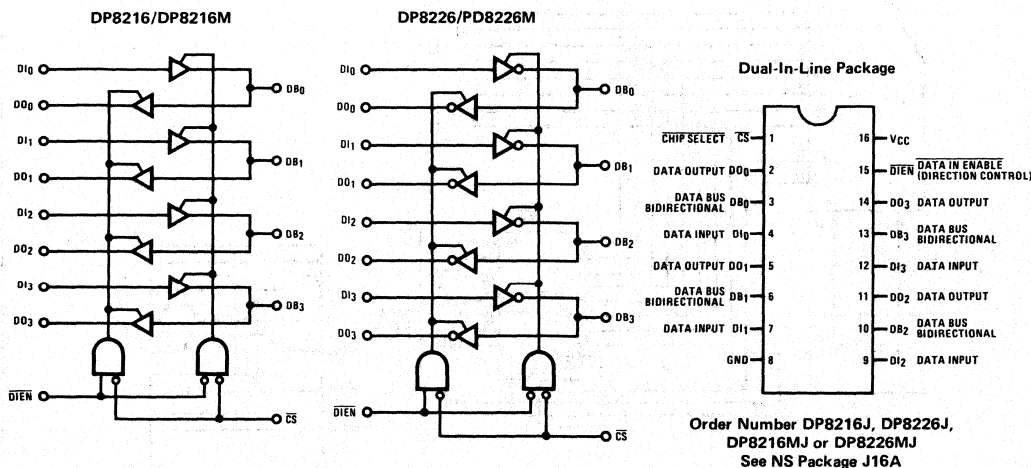 DP8216/DP8216M
DI0
DO0
DB0
DI1
DO1
DB1
DI2
DO2
DB2
DI3
DO3
DB3
DIEN
CS
DP8226/PD8226M
DI0
DO0
DB0
DI1
DO1
DB1
DI2
DO2
DB2
DI3
DO3
DB3
DIEN
CS
Dual-In-Line Package
CHIP SELECT CS 1
DATA OUTPUT DO0 2
DATA BUS
BIDIRECTIONAL DB0 3
DATA INPUT DI0 4
DATA OUTPUT DO1 5
DATA BUS
BIDIRECTIONAL DB1 6
DATA INPUT DI1 7
GND 8
16 VCC
15 DIEN DATA IN ENABLE
(DIRECTION CONTROL)
14 DO3 DATA OUTPUT
13 DB3 DATA BUS
BIDIRECTIONAL
12 DI3 DATA INPUT
11 DO2 DATA OUTPUT
10 DB2 DATA BUS
BIDIRECTIONAL
9 DI2 DATA INPUT
Order Number DP8216J, DP8226J,
DP8216MJ or DP8226MJ
See NS Package J16A